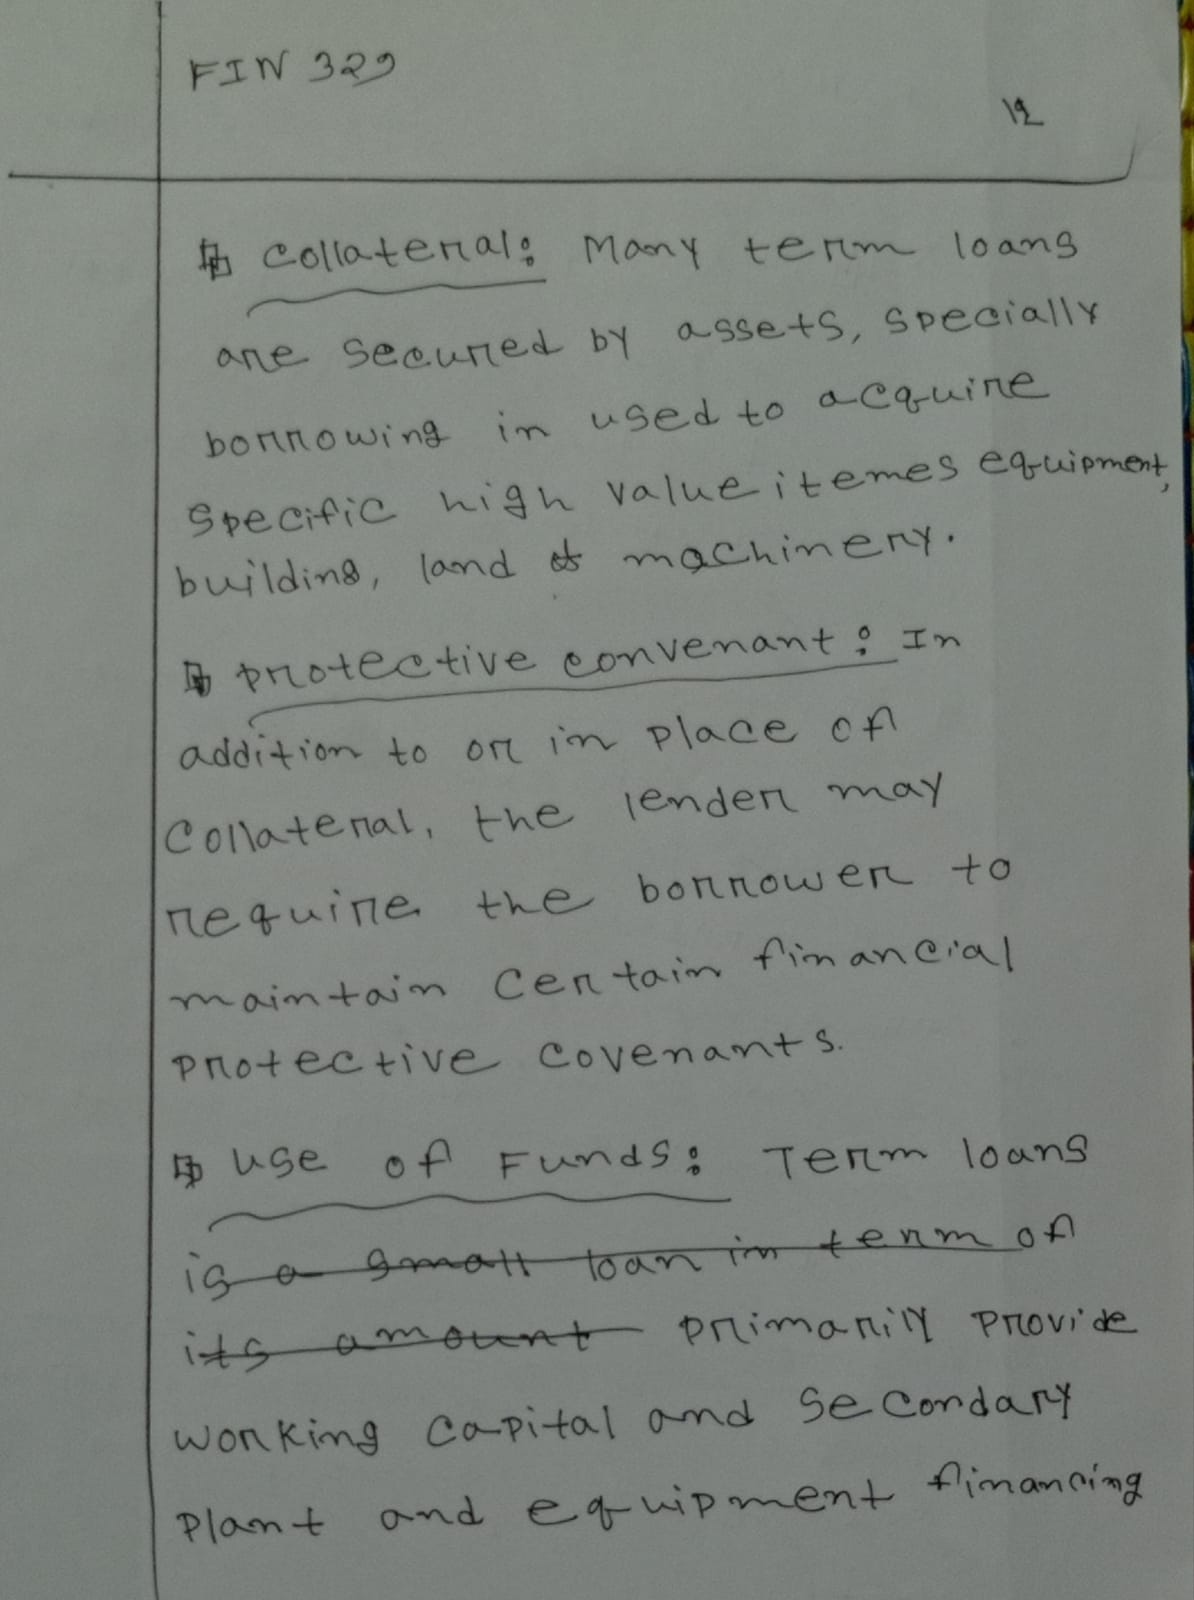 FIN 329
12
Collateral: Many term loans
are secured by assets, specially
borrowing in used to acquire
specific high value itemes equipment,
building, land & machinery.
protective convenant: In
addition to or in place of
Collateral, the lender may
require the borrower to
maintain certain financial
protective covenants.
use of Funds: Term loans
is a small loan in term of
its amount primarily provide
working capital and secondary
plant and equipment financing